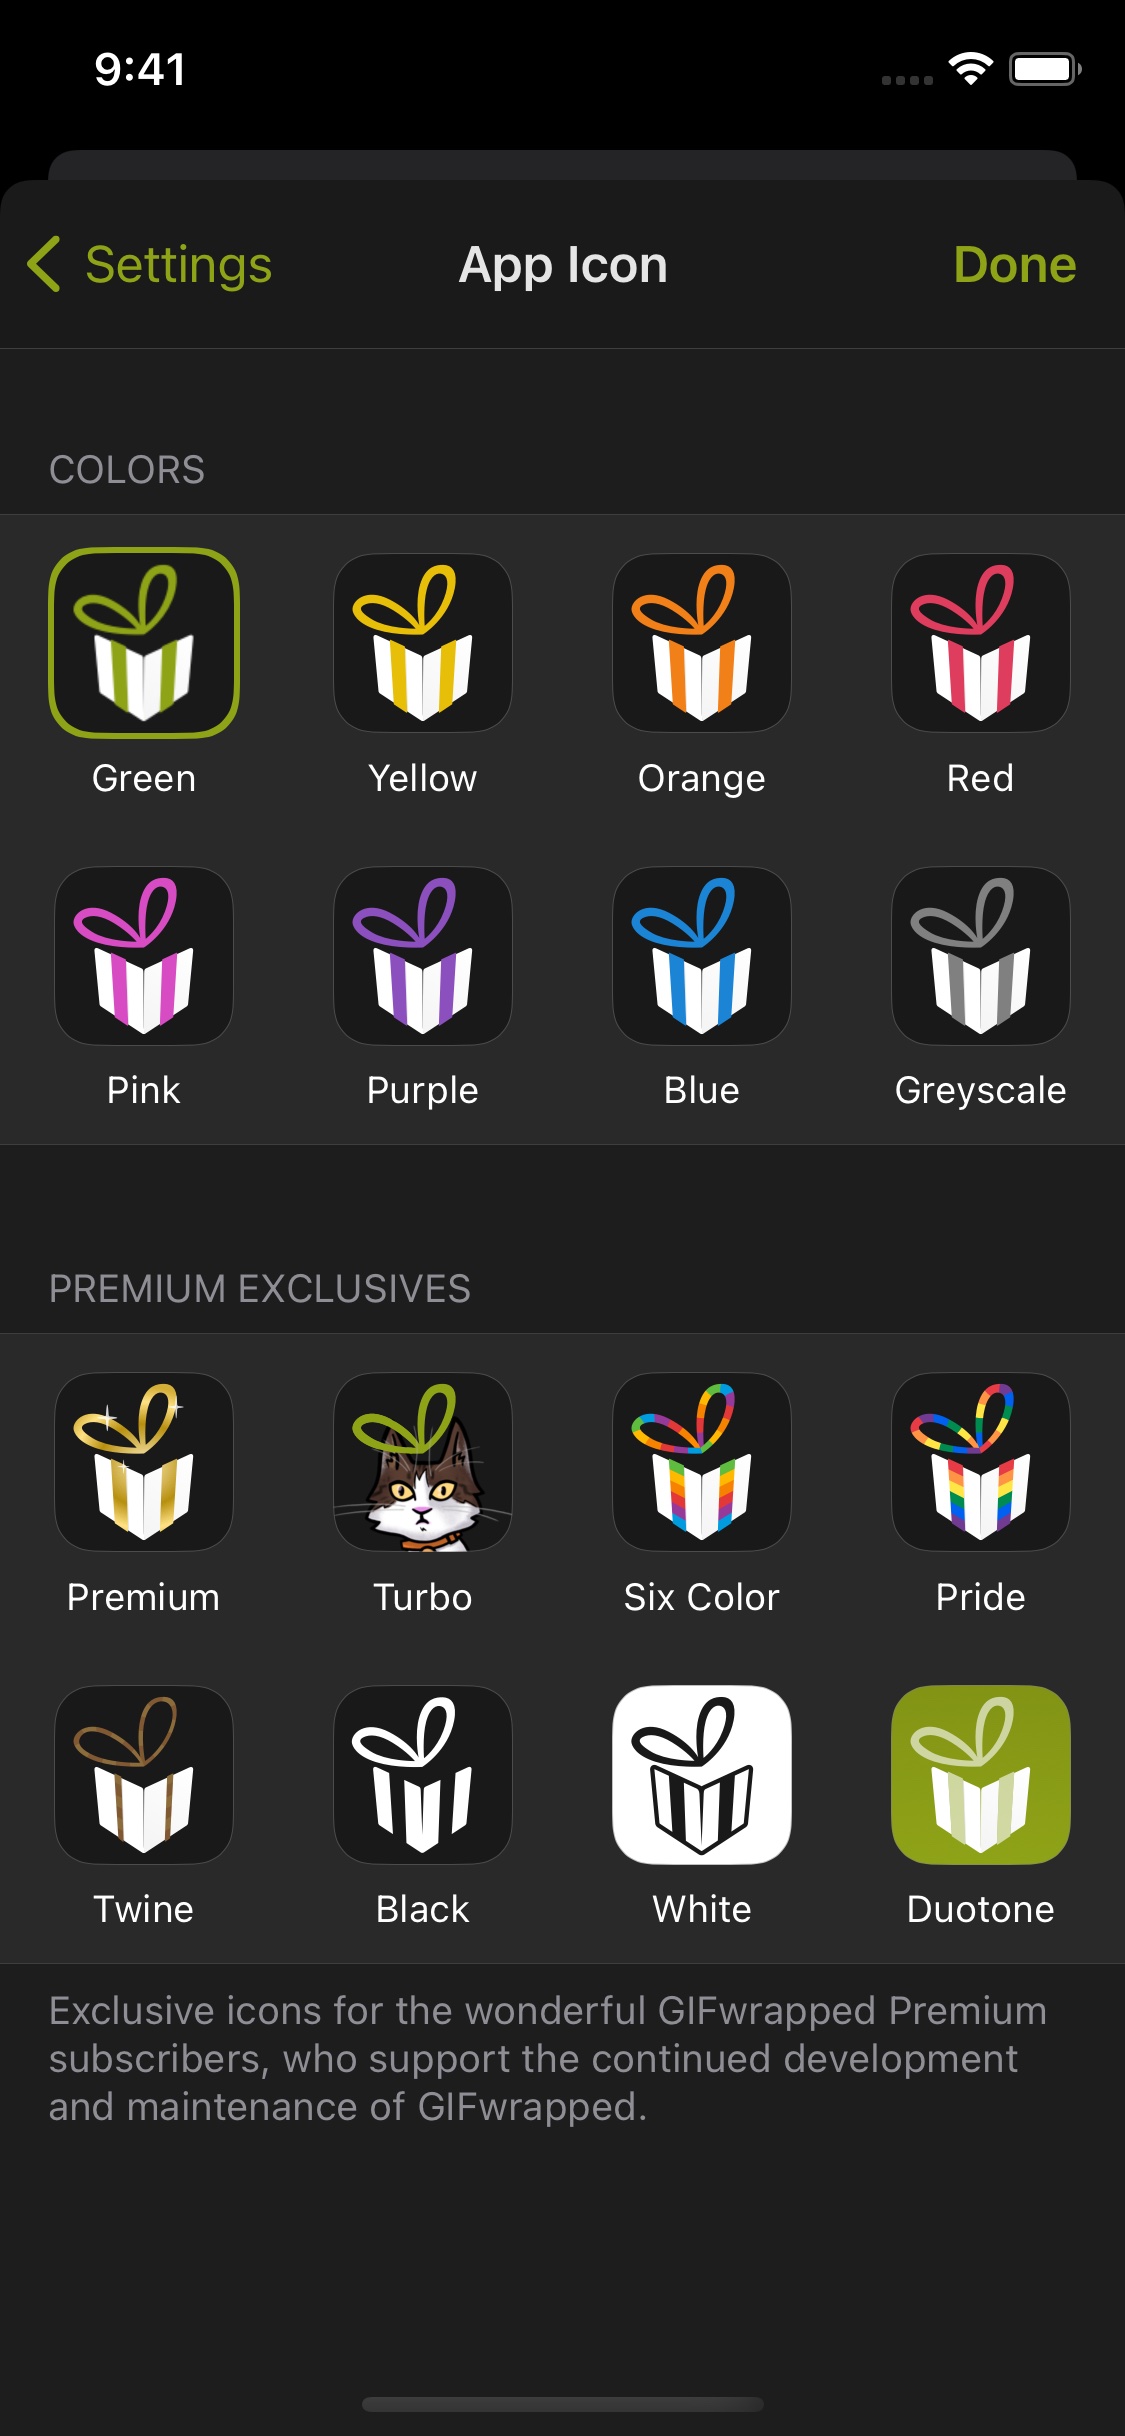 9:41
Settings
App Icon
Done
COLORS
Green
Yellow
Orange
Red
Pink
Purple
Blue
Greyscale
PREMIUM EXCLUSIVES
Premium
Turbo
Six Color
Pride
Twine
Black
White
Duotone
Exclusive icons for the wonderful GIFwrapped Premium
subscribers, who support the continued development
and maintenance of GIFwrapped.